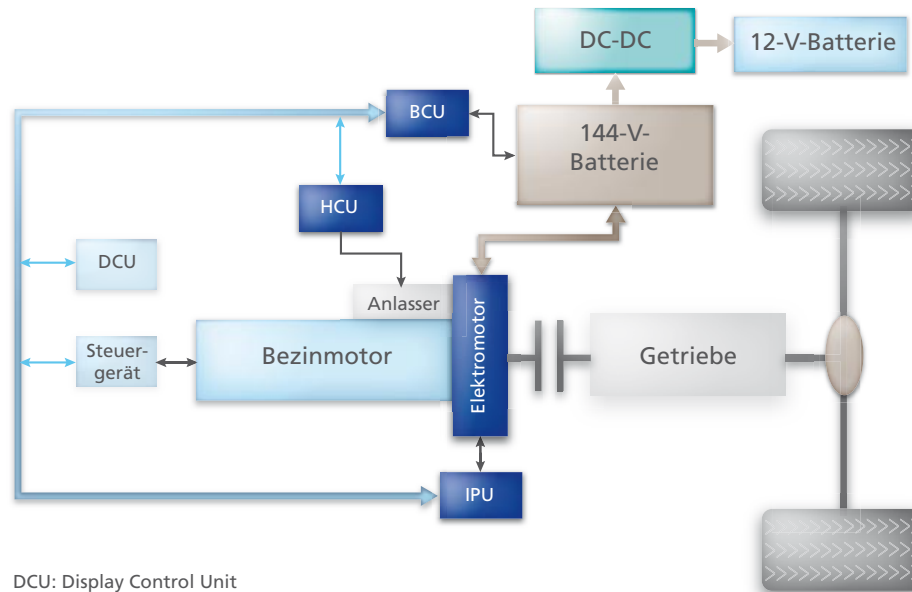 DC-DC
12-V-Batterie
BCU
144-V-
Batterie
HCU
DCU
Anlasser
Steuer-
gerät
Bezinmotor
Elektromotor
Getriebe
IPU
DCU: Display Control Unit